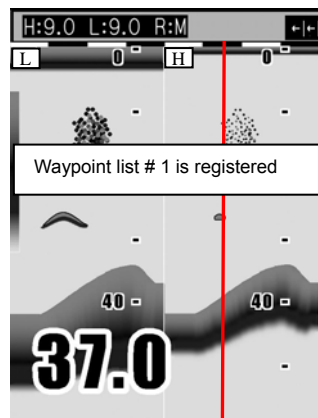 H:9.0 L:9.0 R:M ←|←
L 0 H 0
Waypoint list # 1 is registered
40 40
37.0